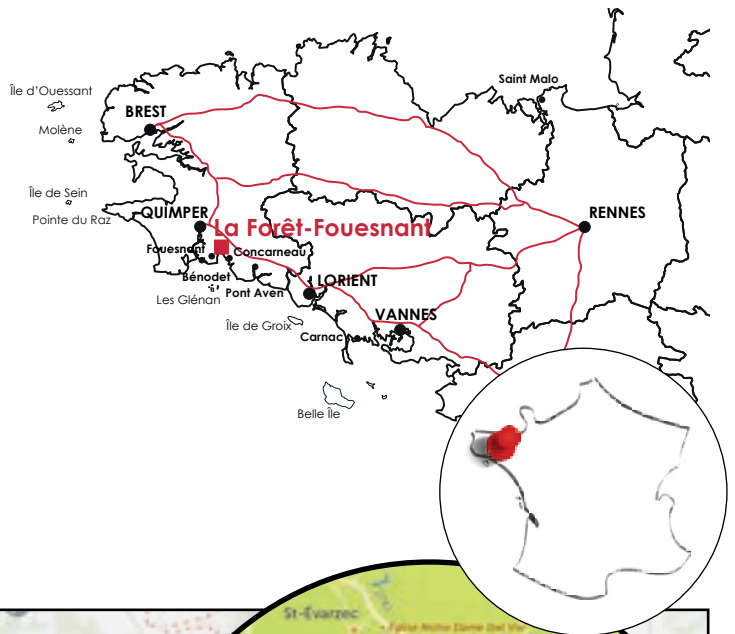 Saint Malo
Île d'Ouessant
BREST
Molène
Île de Sein
Pointe du Raz
QUIMPER
La Forêt-Fouesnant
RENNES
Fouesnant
Concarneau
Bénodet
Les Glénan
Pont Aven
LORIENT
Île de Groix
VANNES
Carnac
Belle Île
St-Évarzec